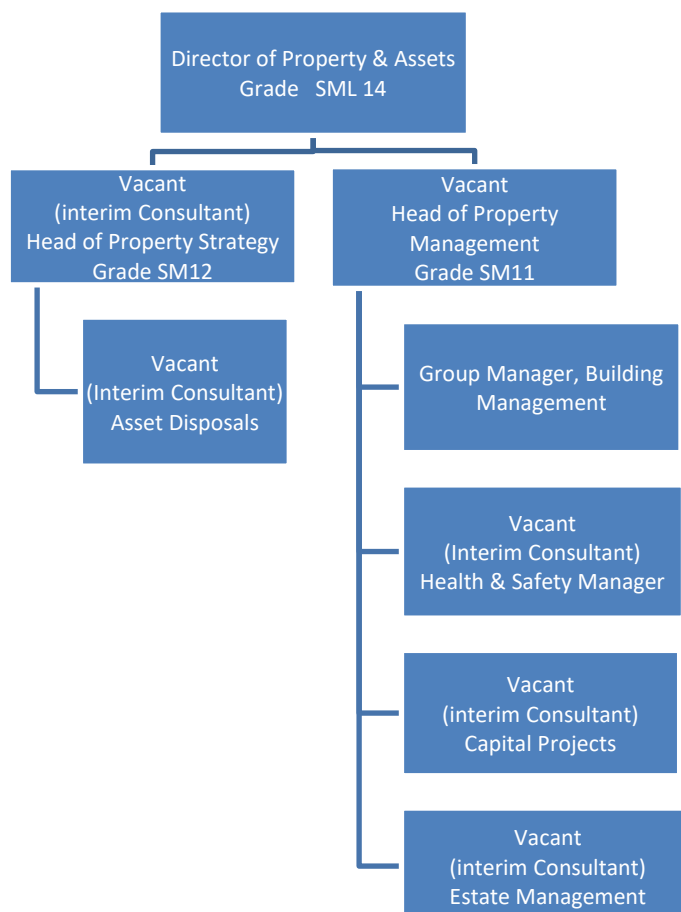 Director of Property & Assets
Grade   SML 14
Vacant
(interim Consultant)
Head of Property Strategy
Grade SM12
Vacant
Head of Property
Management
Grade SM11
Vacant
(Interim Consultant)
Asset Disposals
Group Manager, Building
Management
Vacant
(Interim Consultant)
Health & Safety Manager
Vacant
(interim Consultant)
Capital Projects
Vacant
(interim Consultant)
Estate Management